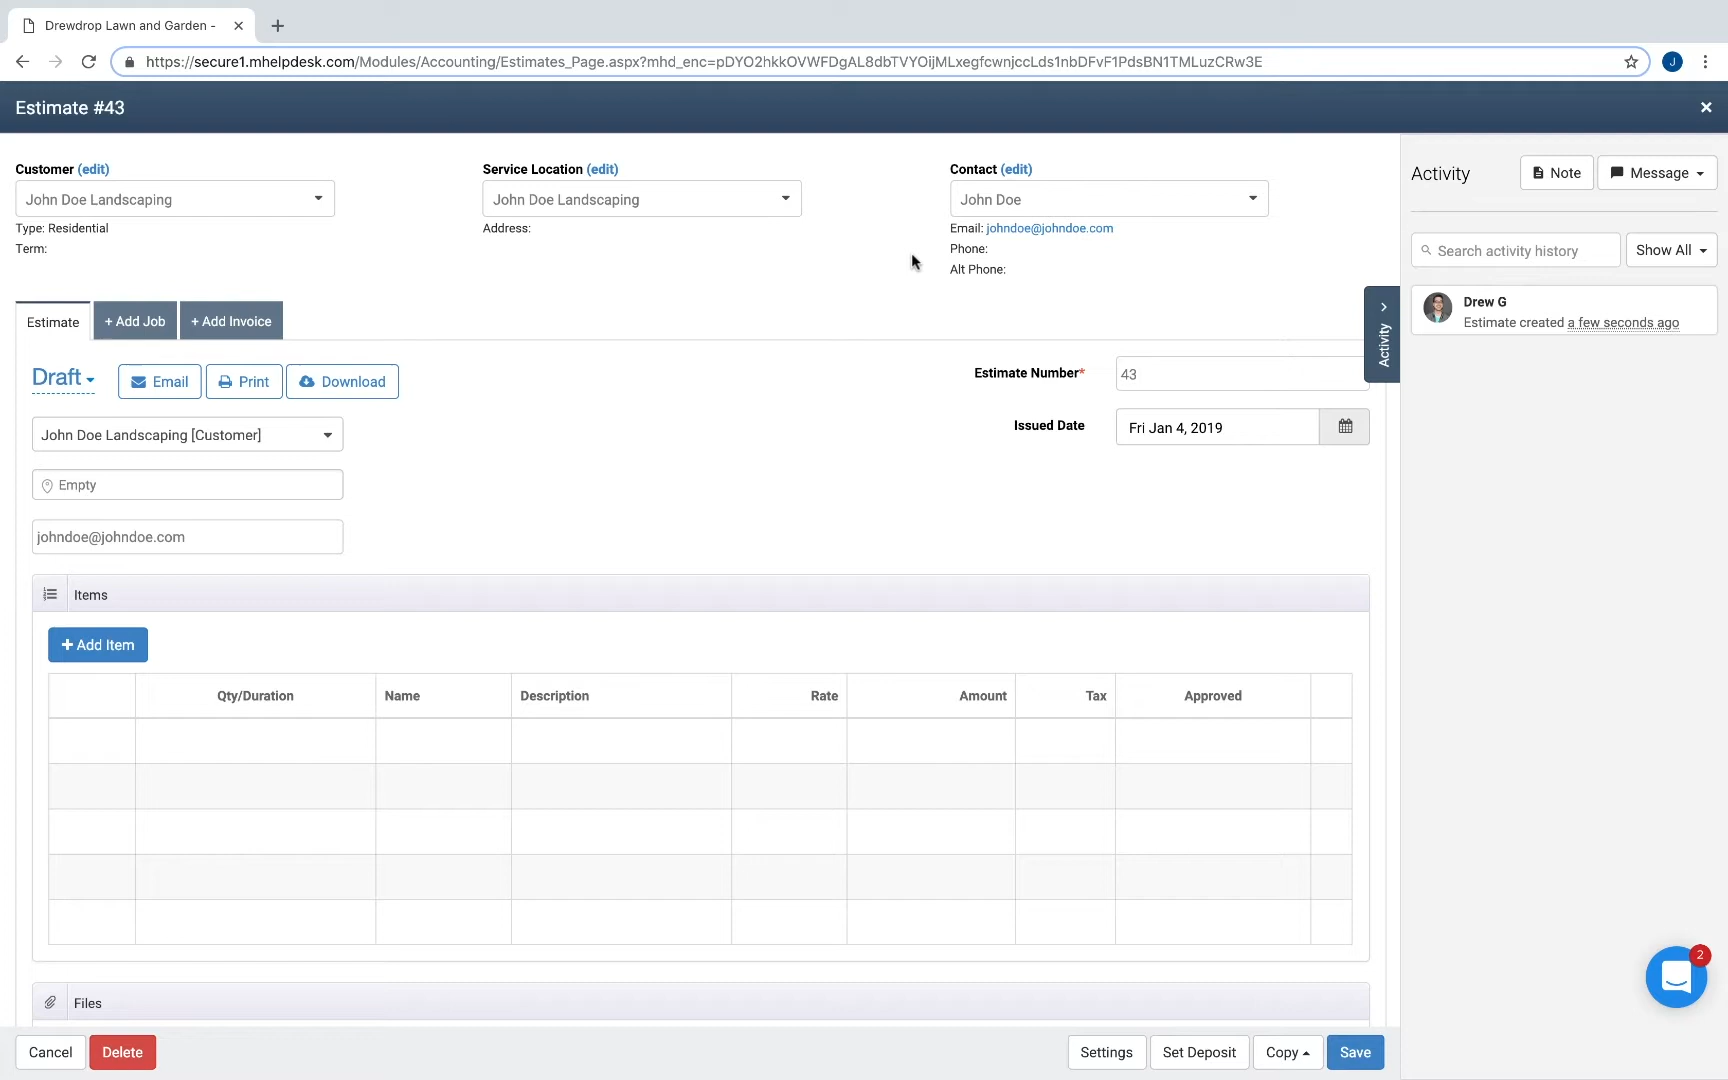 Drewdrop Lawn and Garden -
https://secure1.mhelpdesk.com/Modules/Accounting/Estimates_Page.aspx?mhd_enc=pDYO2hkkOVWFDgAL8dbTVYOijMLxegfcwnjccLds1nbDFvF1PdsBN1TMLuzCRw3E
J
Estimate #43
Customer (edit)
John Doe Landscaping
Type: Residential
Term:
Service Location (edit)
John Doe Landscaping
Address:
Contact (edit)
John Doe
Email: johndoe@johndoe.com
Phone:
Alt Phone:
Activity
Note
Message
Search activity history
Show All
Drew G
Estimate created a few seconds ago
Activity
Estimate
+ Add Job
+ Add Invoice
Draft
Email
Print
Download
Estimate Number*
43
Issued Date
Fri Jan 4, 2019
John Doe Landscaping [Customer]
Empty
johndoe@johndoe.com
Items
+ Add Item
Qty/Duration Name Description Rate Amount Tax Approved
Files
2
Cancel
Delete
Settings
Set Deposit
Copy
Save